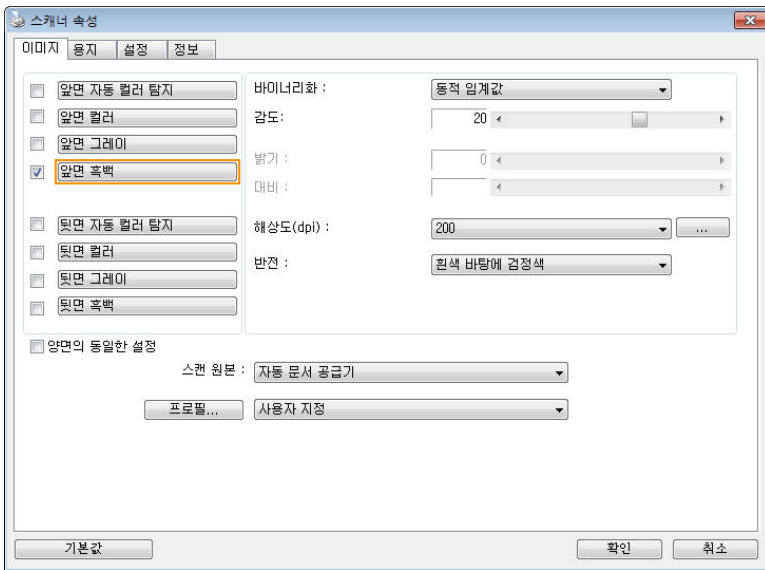 스캐너 속성
이미지 용지 설정 정보
앞면 자동 컬러 탐지
앞면 컬러
앞면 그레이
앞면 흑백
뒷면 자동 컬러 탐지
뒷면 컬러
뒷면 그레이
뒷면 흑백
바이너리화 : 동적 임계값
감도: 20
밝기 : 0
대비 :
해상도(dpi) : 200 ...
반전 : 흰색 바탕에 검정색
양면의 동일한 설정
스캔 원본 : 자동 문서 공급기
프로필... 사용자 지정
기본값 확인 취소